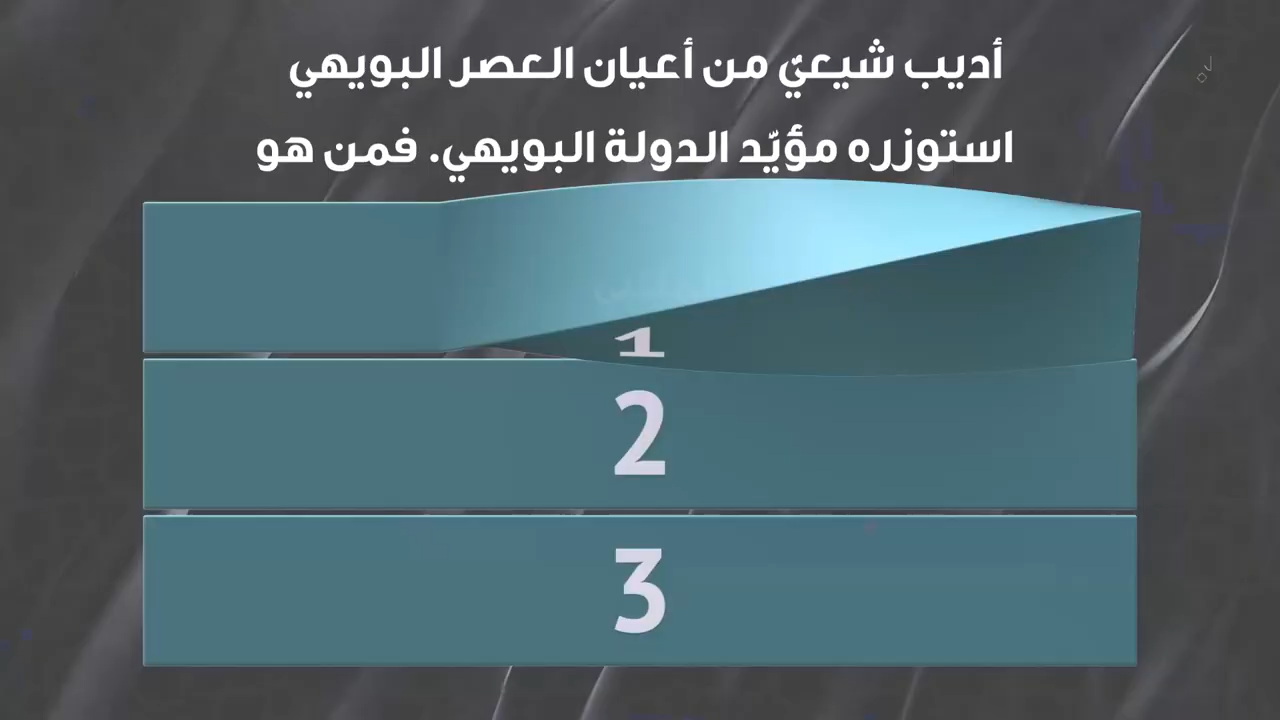 أديب شيعيّ من أعيان العصر البويهي
استوزره مؤيّد الدولة البويهي. فمن هو
1
2
3